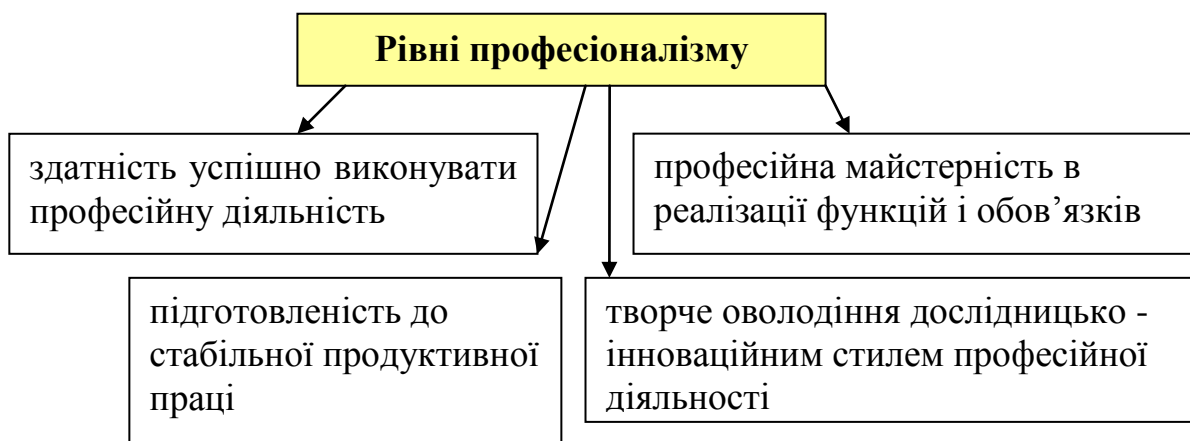 Рівні професіоналізму
здатність успішно виконувати
професійну діяльність
професійна майстерність в
реалізації функцій і обов’язків
підготовленість до
стабільної продуктивної
праці
творче оволодіння дослідницько -
інноваційним стилем професійної
діяльності